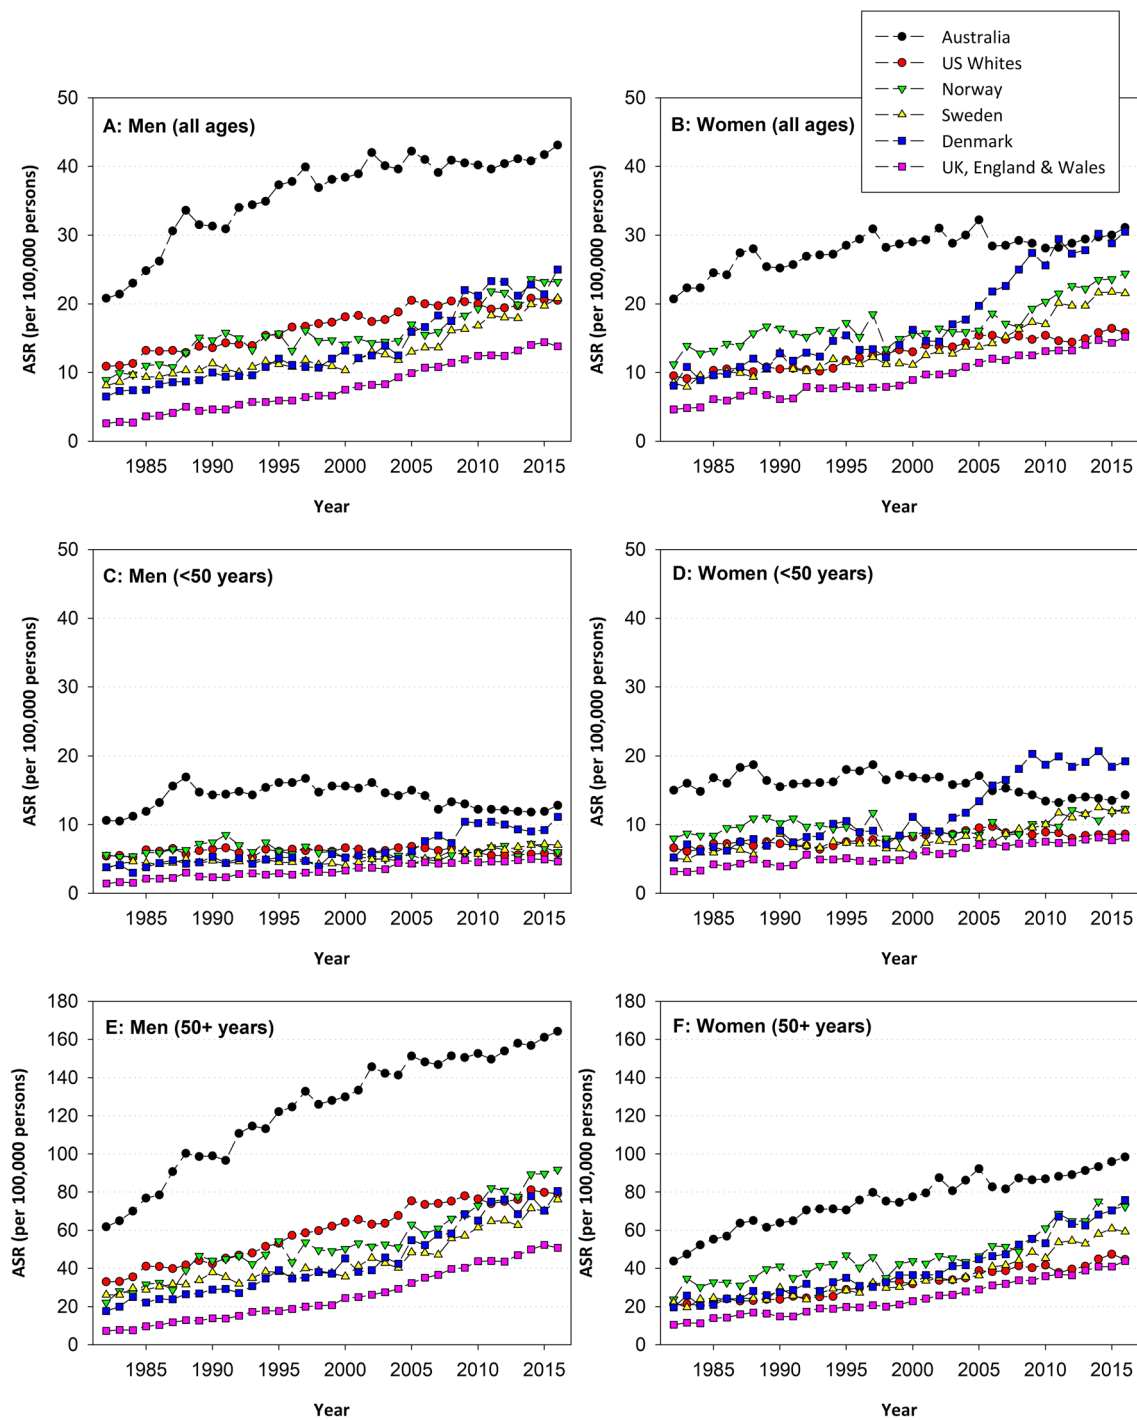 Australia
US Whites
Norway
Sweden
Denmark
UK, England & Wales
A: Men (all ages)
ASR (per 100,000 persons)
50
40
30
20
10
0
1985 1990 1995 2000 2005 2010 2015
Year
B: Women (all ages)
ASR (per 100,000 persons)
50
40
30
20
10
0
1985 1990 1995 2000 2005 2010 2015
Year
C: Men (<50 years)
ASR (per 100,000 persons)
50
40
30
20
10
0
1985 1990 1995 2000 2005 2010 2015
Year
D: Women (<50 years)
ASR (per 100,000 persons)
50
40
30
20
10
0
1985 1990 1995 2000 2005 2010 2015
Year
E: Men (50+ years)
ASR (per 100,000 persons)
180
160
140
120
100
80
60
40
20
0
1985 1990 1995 2000 2005 2010 2015
Year
F: Women (50+ years)
ASR (per 100,000 persons)
180
160
140
120
100
80
60
40
20
0
1985 1990 1995 2000 2005 2010 2015
Year